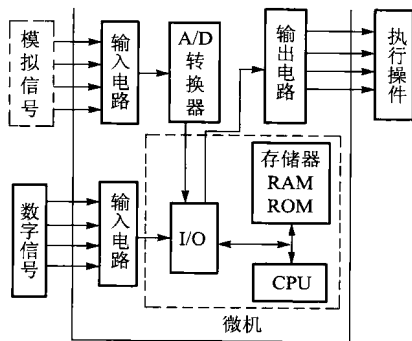 模拟信号
输入电路
A/D
转换器
输出电路
执行操件
数字信号
输入电路
I/O
存储器
RAM
ROM
CPU
微机